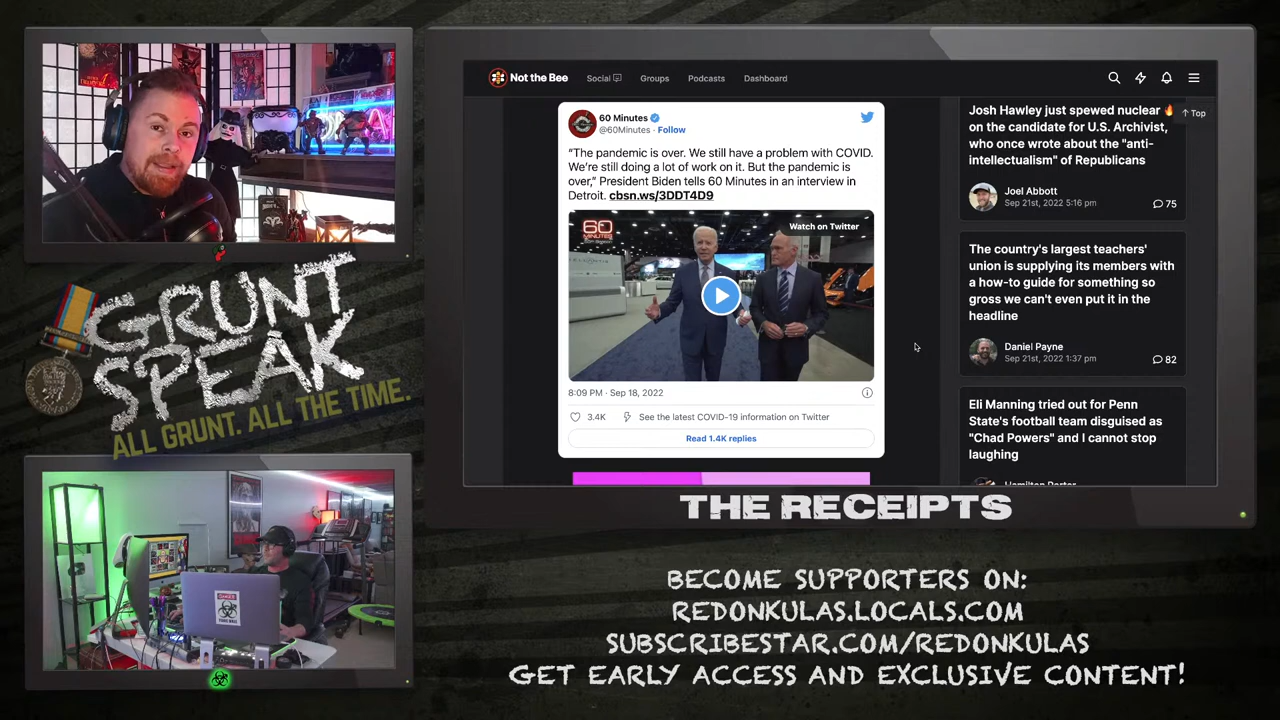 GRUNT
SPEAK
ALL GRUNT. ALL THE TIME.
Not the Bee
Social
Groups
Podcasts
Dashboard
60 Minutes
@60Minutes · Follow
“The pandemic is over. We still have a problem with COVID.
We’re still doing a lot of work on it. But the pandemic is
over,” President Biden tells 60 Minutes in an interview in
Detroit. cbsn.ws/3DDT4D9
60
MINUTES
Watch on Twitter
8:09 PM · Sep 18, 2022
3.4K
See the latest COVID-19 information on Twitter
Read 1.4K replies
↑ Top
Josh Hawley just spewed nuclear 🔥
on the candidate for U.S. Archivist,
who once wrote about the "anti-
intellectualism" of Republicans
Joel Abbott
Sep 21st, 2022 5:16 pm
75
The country's largest teachers'
union is supplying its members with
a how-to guide for something so
gross we can't even put it in the
headline
Daniel Payne
Sep 21st, 2022 1:37 pm
82
Eli Manning tried out for Penn
State's football team disguised as
"Chad Powers" and I cannot stop
laughing
Hamilton Porter
THE RECEIPTS
BECOME SUPPORTERS ON:
REDONKULAS.LOCALS.COM
SUBSCRIBESTAR.COM/REDONKULAS
GET EARLY ACCESS AND EXCLUSIVE CONTENT!